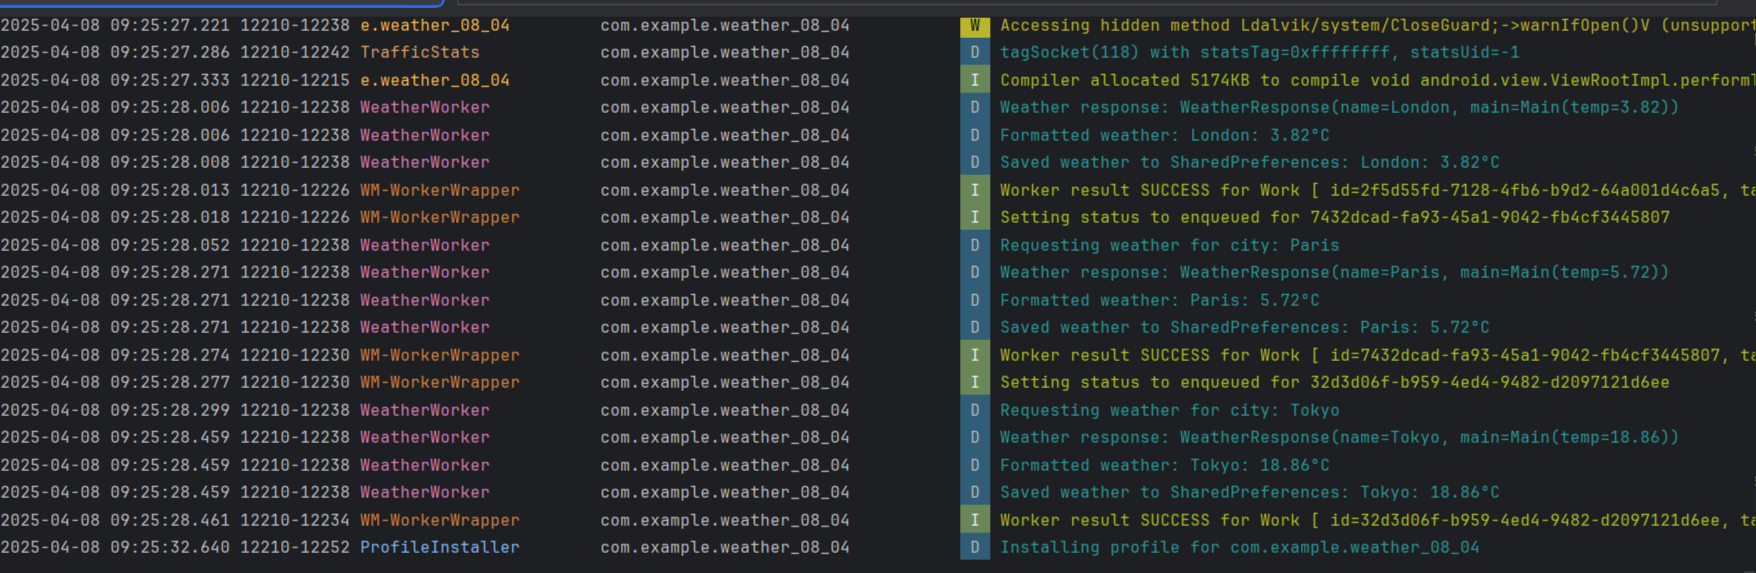 2025-04-08 09:25:27.221 12210-12238 e.weather_08_04 com.example.weather_08_04 W Accessing hidden method Ldalvik/system/CloseGuard;->warnIfOpen()V (unsupport
2025-04-08 09:25:27.286 12210-12242 TrafficStats com.example.weather_08_04 D tagSocket(118) with statsTag=0xffffffff, statsUid=-1
2025-04-08 09:25:27.333 12210-12215 e.weather_08_04 com.example.weather_08_04 I Compiler allocated 5174KB to compile void android.view.ViewRootImpl.performT
2025-04-08 09:25:28.006 12210-12238 WeatherWorker com.example.weather_08_04 D Weather response: WeatherResponse(name=London, main=Main(temp=3.82))
2025-04-08 09:25:28.006 12210-12238 WeatherWorker com.example.weather_08_04 D Formatted weather: London: 3.82°C
2025-04-08 09:25:28.008 12210-12238 WeatherWorker com.example.weather_08_04 D Saved weather to SharedPreferences: London: 3.82°C
2025-04-08 09:25:28.013 12210-12226 WM-WorkerWrapper com.example.weather_08_04 I Worker result SUCCESS for Work [ id=2f5d55fd-7128-4fb6-b9d2-64a001d4c6a5, ta
2025-04-08 09:25:28.018 12210-12226 WM-WorkerWrapper com.example.weather_08_04 I Setting status to enqueued for 7432dcad-fa93-45a1-9042-fb4cf3445807
2025-04-08 09:25:28.052 12210-12238 WeatherWorker com.example.weather_08_04 D Requesting weather for city: Paris
2025-04-08 09:25:28.271 12210-12238 WeatherWorker com.example.weather_08_04 D Weather response: WeatherResponse(name=Paris, main=Main(temp=5.72))
2025-04-08 09:25:28.271 12210-12238 WeatherWorker com.example.weather_08_04 D Formatted weather: Paris: 5.72°C
2025-04-08 09:25:28.271 12210-12238 WeatherWorker com.example.weather_08_04 D Saved weather to SharedPreferences: Paris: 5.72°C
2025-04-08 09:25:28.274 12210-12230 WM-WorkerWrapper com.example.weather_08_04 I Worker result SUCCESS for Work [ id=7432dcad-fa93-45a1-9042-fb4cf3445807, ta
2025-04-08 09:25:28.277 12210-12230 WM-WorkerWrapper com.example.weather_08_04 I Setting status to enqueued for 32d3d06f-b959-4ed4-9482-d2097121d6ee
2025-04-08 09:25:28.299 12210-12238 WeatherWorker com.example.weather_08_04 D Requesting weather for city: Tokyo
2025-04-08 09:25:28.459 12210-12238 WeatherWorker com.example.weather_08_04 D Weather response: WeatherResponse(name=Tokyo, main=Main(temp=18.86))
2025-04-08 09:25:28.459 12210-12238 WeatherWorker com.example.weather_08_04 D Formatted weather: Tokyo: 18.86°C
2025-04-08 09:25:28.459 12210-12238 WeatherWorker com.example.weather_08_04 D Saved weather to SharedPreferences: Tokyo: 18.86°C
2025-04-08 09:25:28.461 12210-12234 WM-WorkerWrapper com.example.weather_08_04 I Worker result SUCCESS for Work [ id=32d3d06f-b959-4ed4-9482-d2097121d6ee, ta
2025-04-08 09:25:32.640 12210-12252 ProfileInstaller com.example.weather_08_04 D Installing profile for com.example.weather_08_04